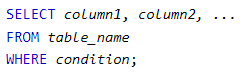 SELECT column1, column2, ...
FROM table_name
WHERE condition;